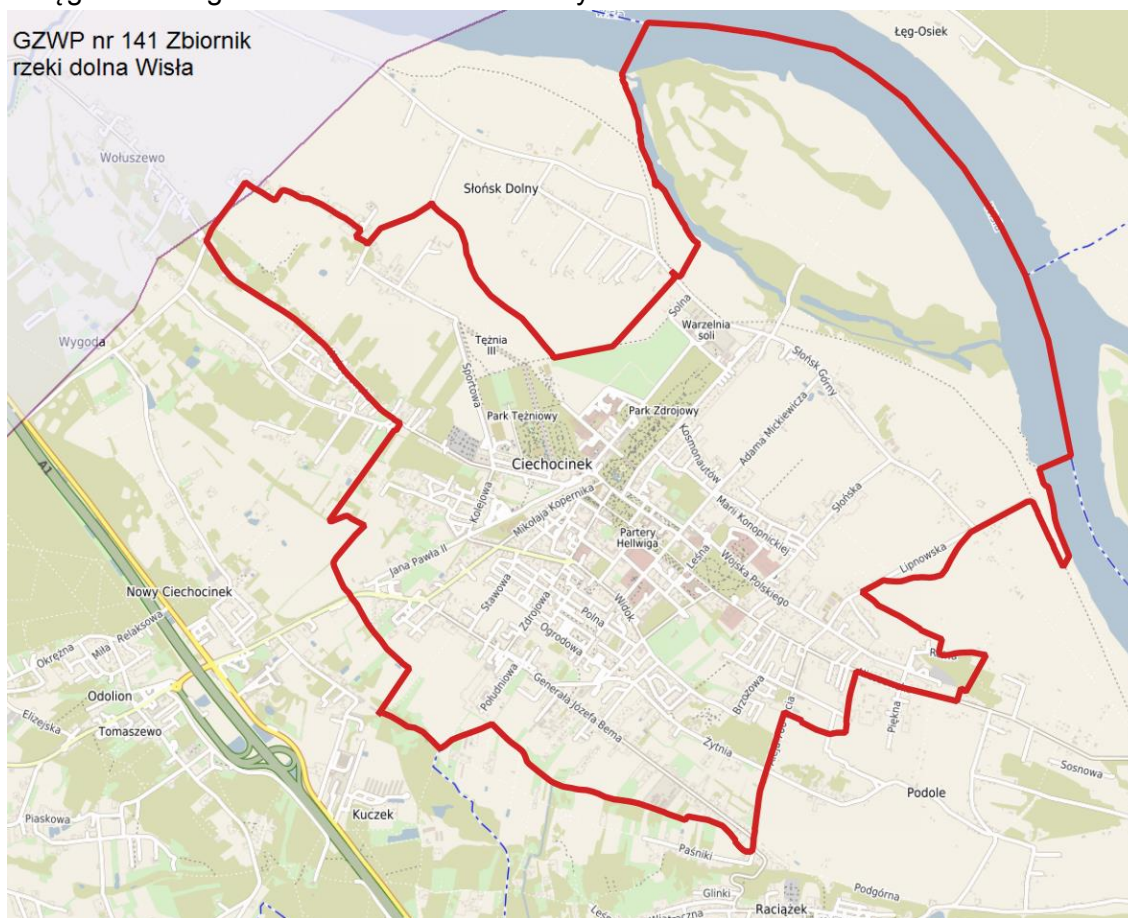 GZWP nr 141 Zbiornik
rzeki dolna Wisła
Łęg-Osiek
Wołuszewo
Słońsk Dolny
Solna
Warzelnia
soli
Wygoda
Tężnia
III
Sportowa
Słońsk Górny
Park Tężniowy
Park Zdrojowy
Kosmonautów
Adama Mickiewicza
Ciechocinek
A1
Kolejowa
Mikołaja Kopernika
Marii Konopnickiej
Słońska
Partery
Hellwiga
Leśna
Wojska Polskiego
Lipnowska
Jana Pawła II
Stawowa
Zdrojowa
Polna
Widok
Ogrodowa
Nowy Ciechocinek
Okrężna
Miła
Relaksowa
Odolion
Elizejska
Tomaszewo
Południowa
Generała Józefa Bema
Brzozowa
Piękna
Żytnia
Sosnowa
Podole
Piaskowa
Kuczek
Paśniki
Glinki
Podgórna
Raciążek